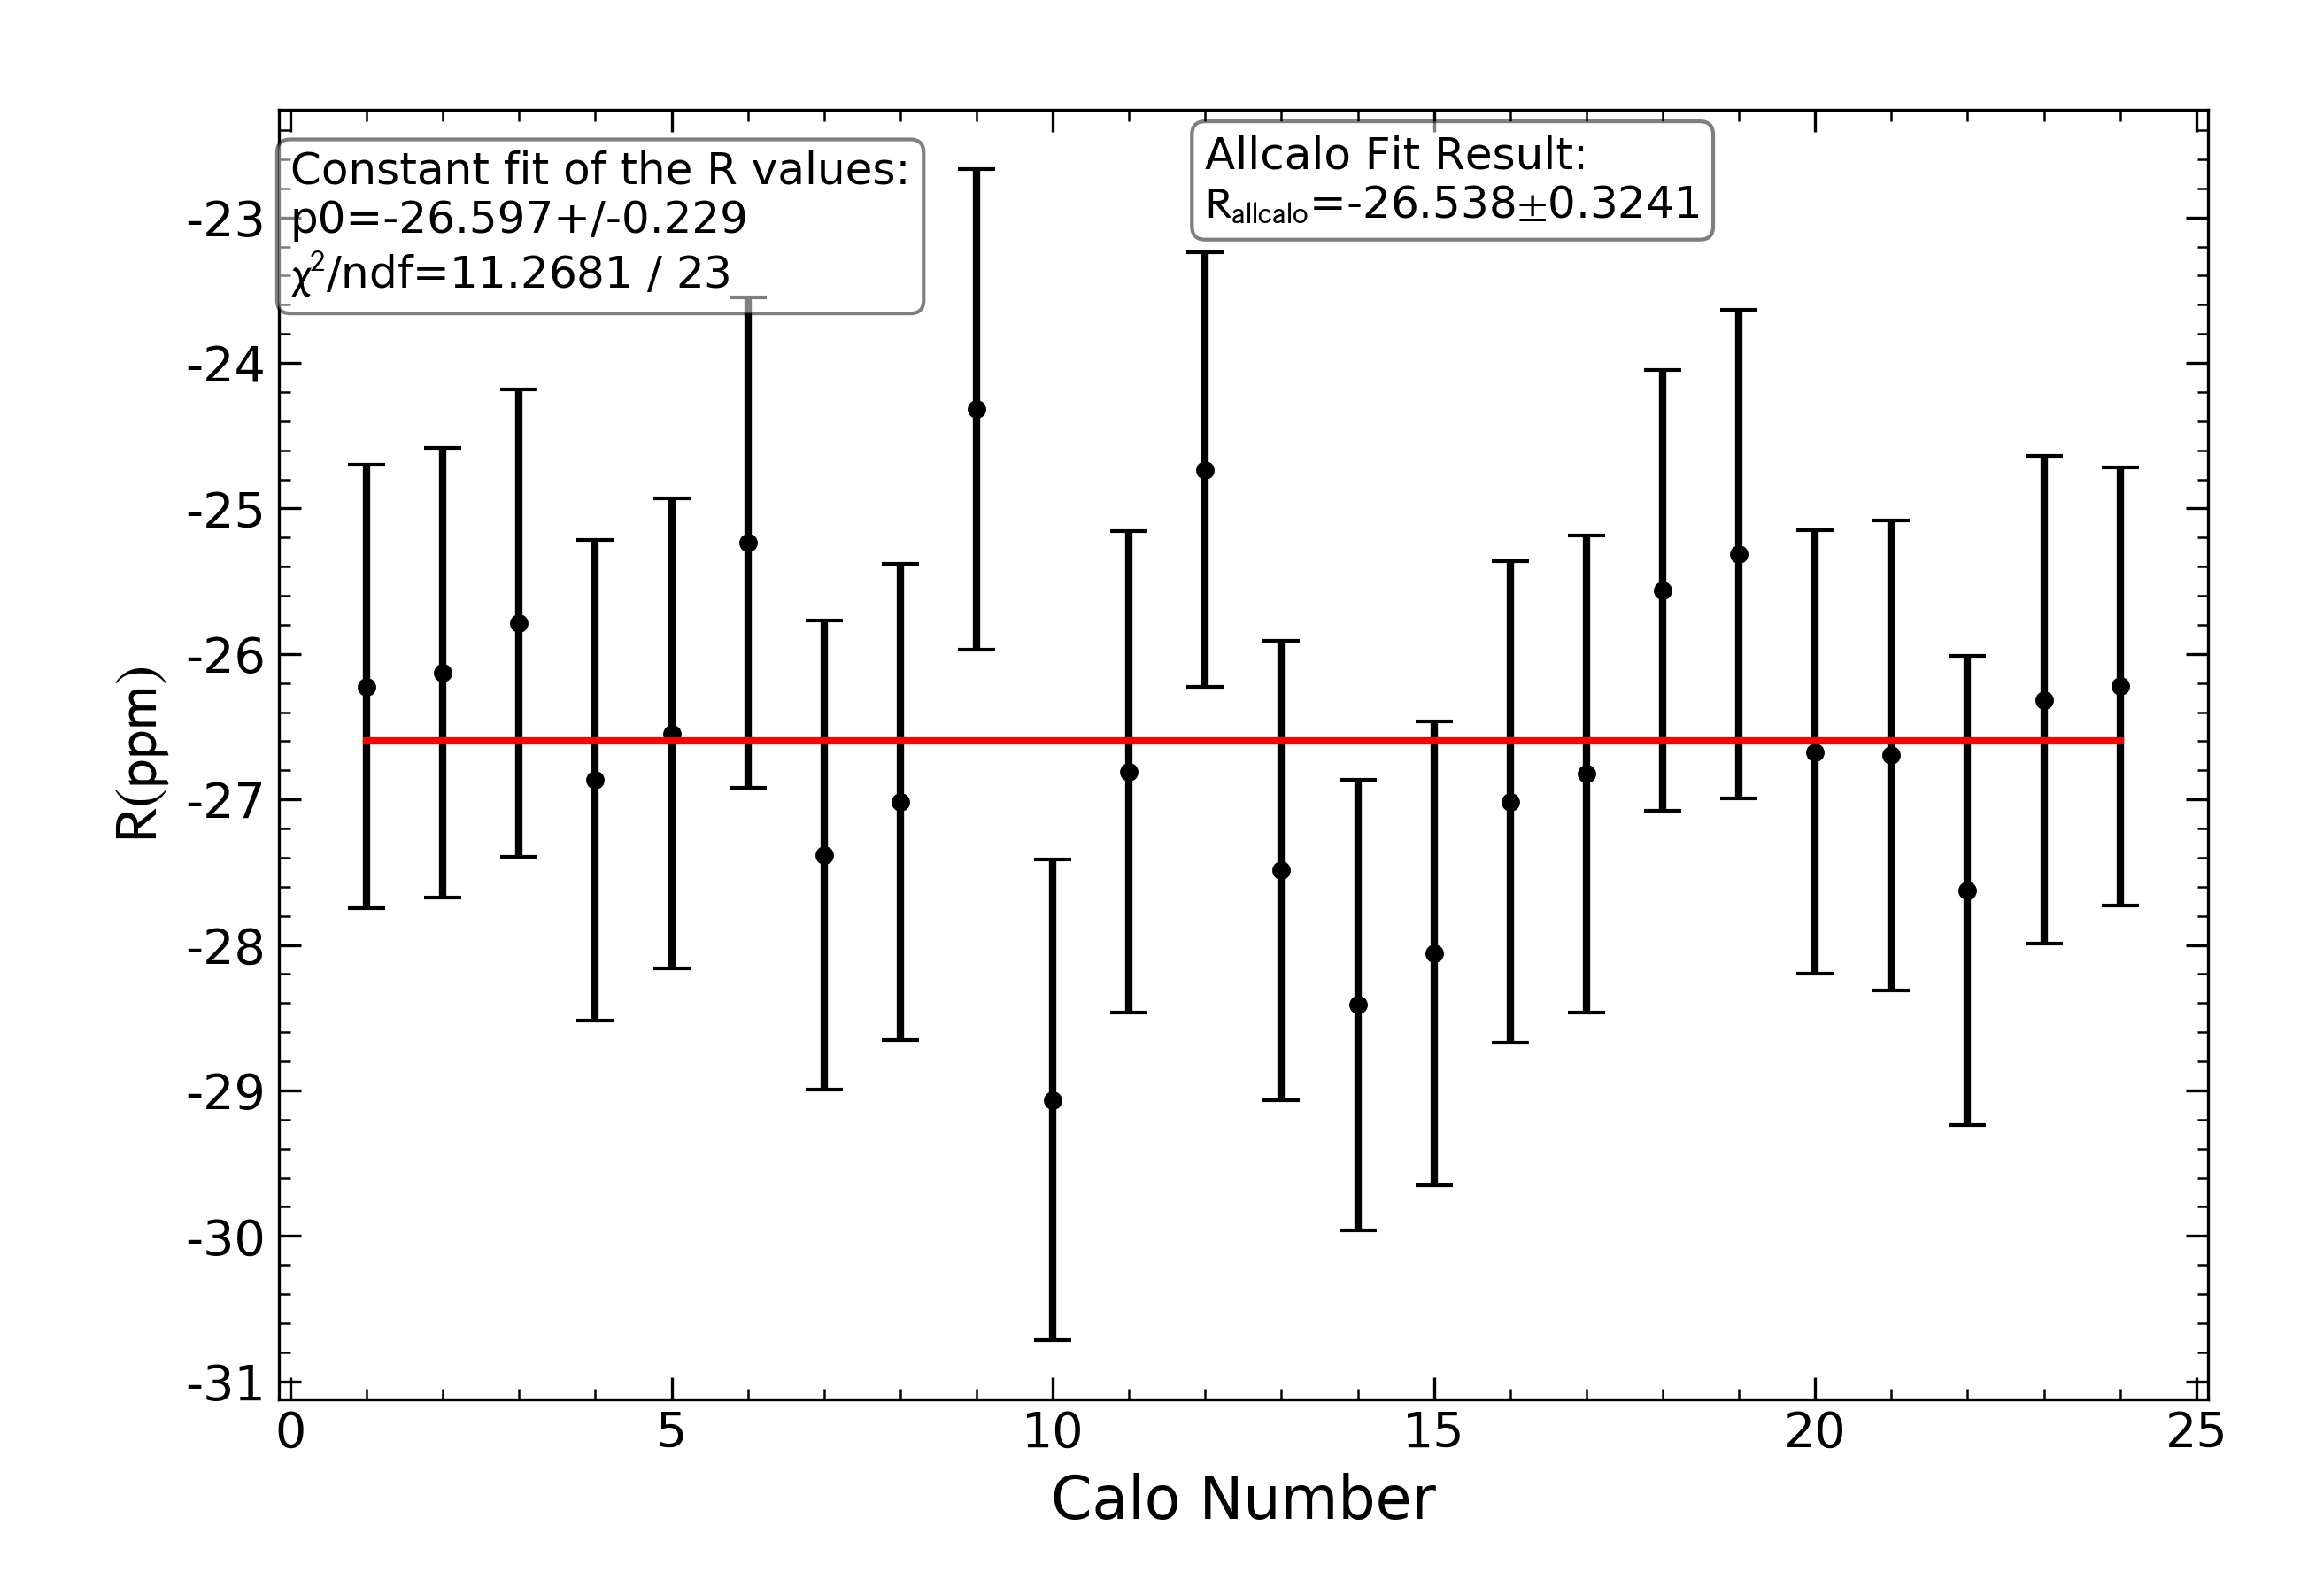 Constant fit of the R values:
p0=-26.597+/-0.229
χ²/ndf=11.2681 / 23
Allcalo Fit Result:
Rallcalo=-26.538±0.3241
-23
-24
-25
-26
-27
-28
-29
-30
-31
R(ppm)
0 5 10 15 20 25
Calo Number